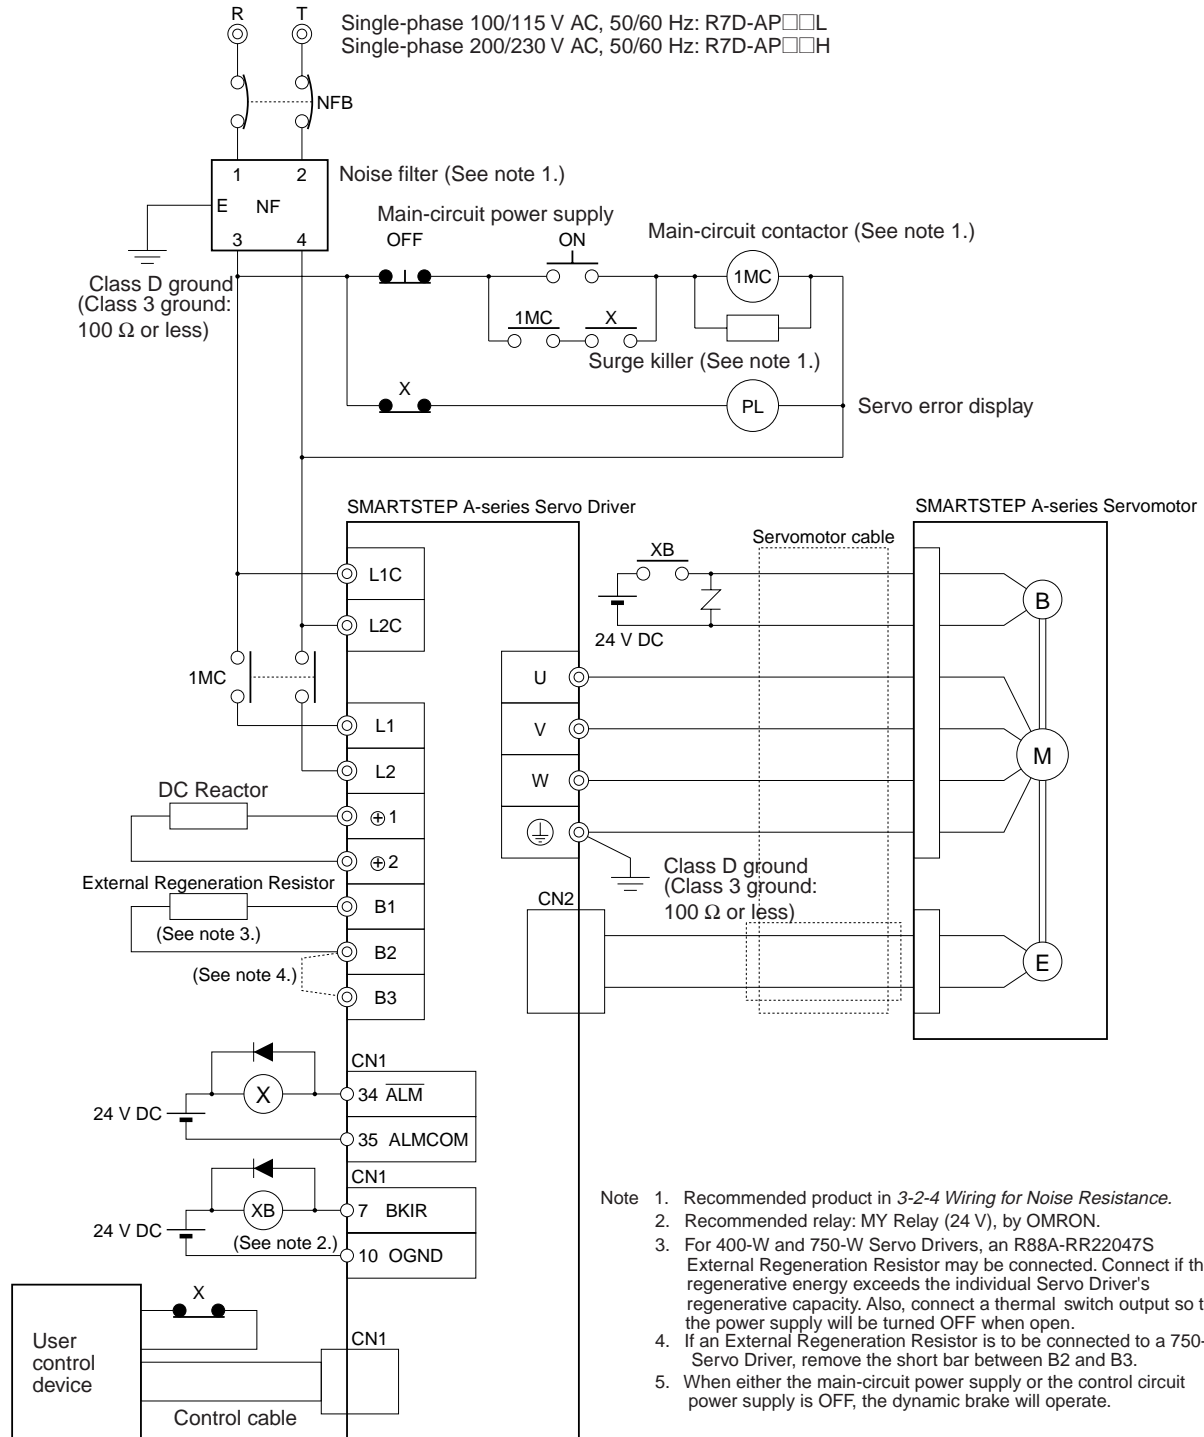 R T
Single-phase 100/115 V AC, 50/60 Hz: R7D-AP□□L
Single-phase 200/230 V AC, 50/60 Hz: R7D-AP□□H
NFB
1 2
Noise filter (See note 1.)
E NF
3 4
Main-circuit power supply
OFF ON
Main-circuit contactor (See note 1.)
1MC
Class D ground
(Class 3 ground:
100 Ω or less)
1MC X
Surge killer (See note 1.)
X
PL
Servo error display
SMARTSTEP A-series Servo Driver
SMARTSTEP A-series Servomotor
Servomotor cable
XB
L1C
B
L2C
24 V DC
1MC
U
L1
V
M
L2
W
DC Reactor
⊕1
⊕2
Class D ground
(Class 3 ground:
100 Ω or less)
External Regeneration Resistor
B1
CN2
(See note 3.)
B2
(See note 4.)
E
B3
CN1
X
34 ALM
24 V DC
35 ALMCOM
CN1
XB
7 BKIR
24 V DC
(See note 2.)
10 OGND
X
User
control
device
CN1
Control cable
Note 1. Recommended product in 3-2-4 Wiring for Noise Resistance.
2. Recommended relay: MY Relay (24 V), by OMRON.
3. For 400-W and 750-W Servo Drivers, an R88A-RR22047S
External Regeneration Resistor may be connected. Connect if th
regenerative energy exceeds the individual Servo Driver's
regenerative capacity. Also, connect a thermal switch output so t
the power supply will be turned OFF when open.
4. If an External Regeneration Resistor is to be connected to a 750-
Servo Driver, remove the short bar between B2 and B3.
5. When either the main-circuit power supply or the control circuit
power supply is OFF, the dynamic brake will operate.